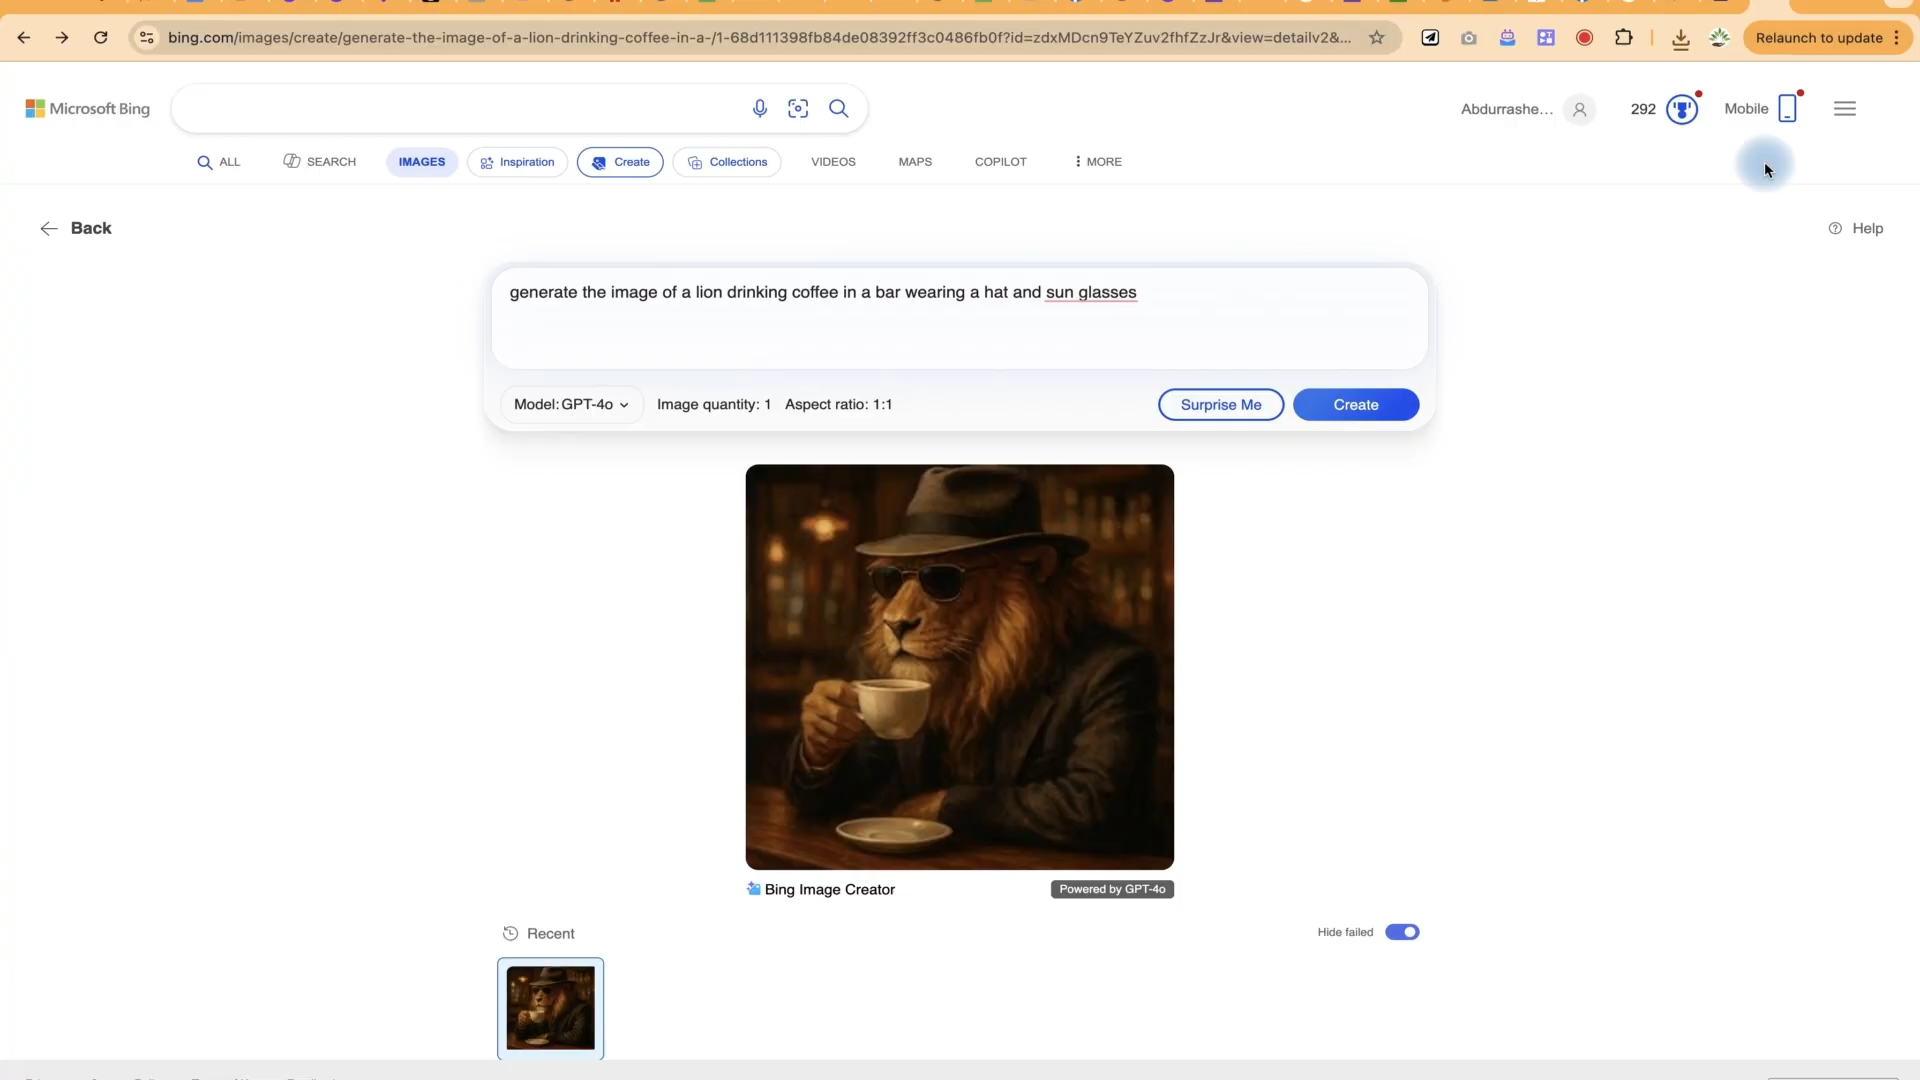 bing.com/images/create/generate-the-image-of-a-lion-drinking-coffee-in-a-/1-68d111398fb84de08392ff3c0486fb0f?id=zdxMDcn9TeYZuv2fhfZzJr&view=detailv2&...
Relaunch to update
Microsoft Bing
Abdurrashe...
292
Mobile
ALL
SEARCH
IMAGES
Inspiration
Create
Collections
VIDEOS
MAPS
COPILOT
MORE
Back
Help
generate the image of a lion drinking coffee in a bar wearing a hat and sun glasses
Model: GPT-4o
Image quantity: 1
Aspect ratio: 1:1
Surprise Me
Create
Bing Image Creator
Powered by GPT-4o
Recent
Hide failed